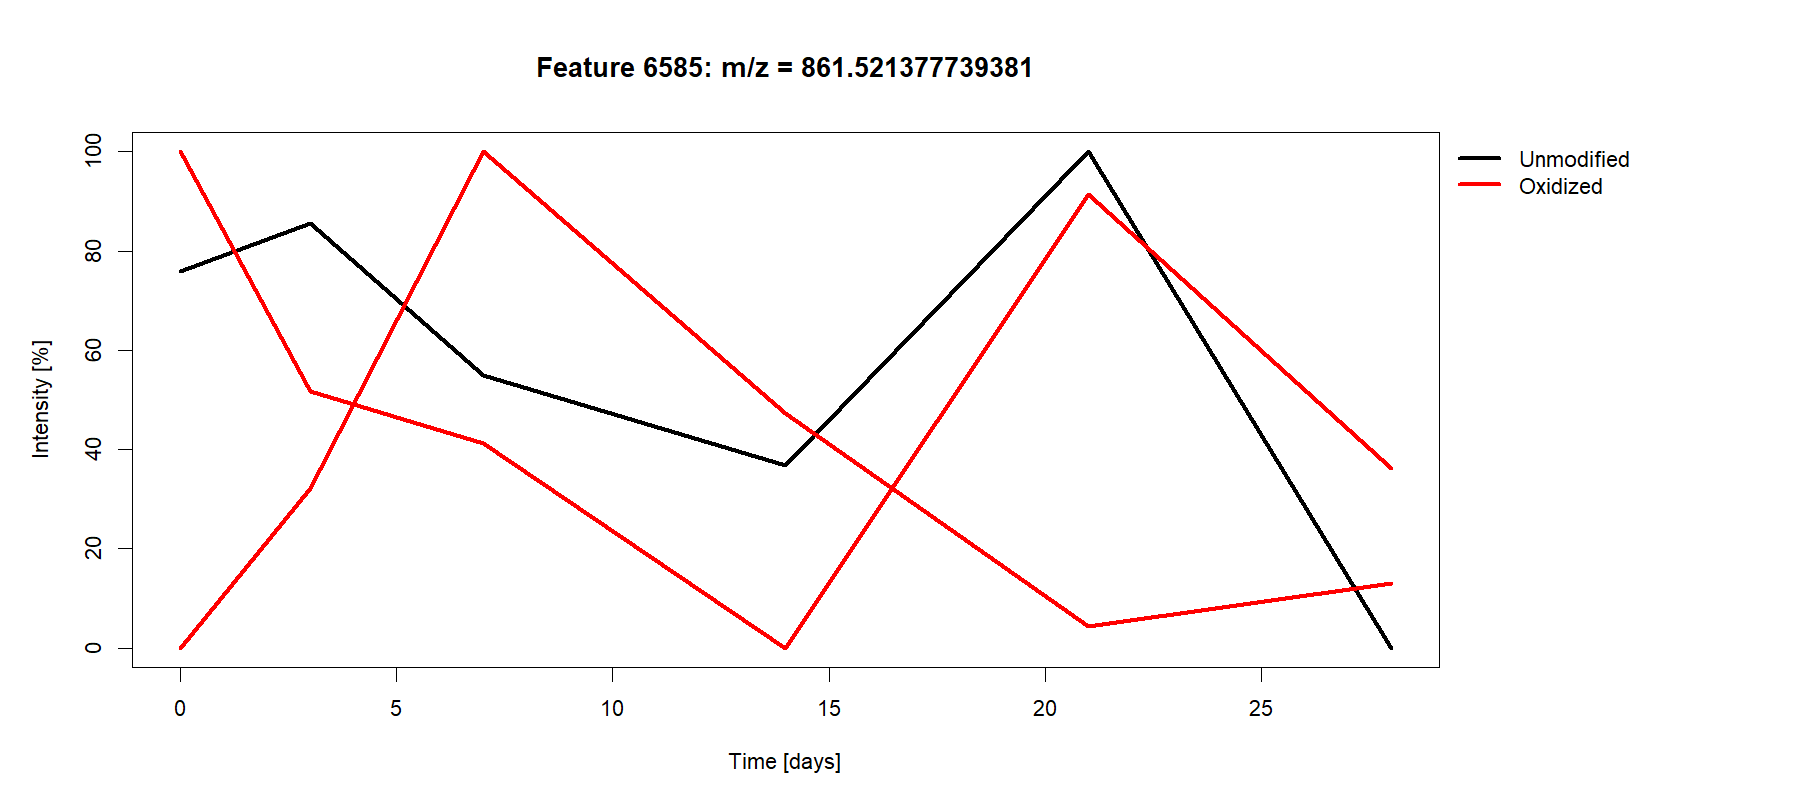 Feature 6585: m/z = 861.521377739381
Unmodified
Oxidized
Intensity [%]
100
80
60
40
20
0
0 5 10 15 20 25
Time [days]